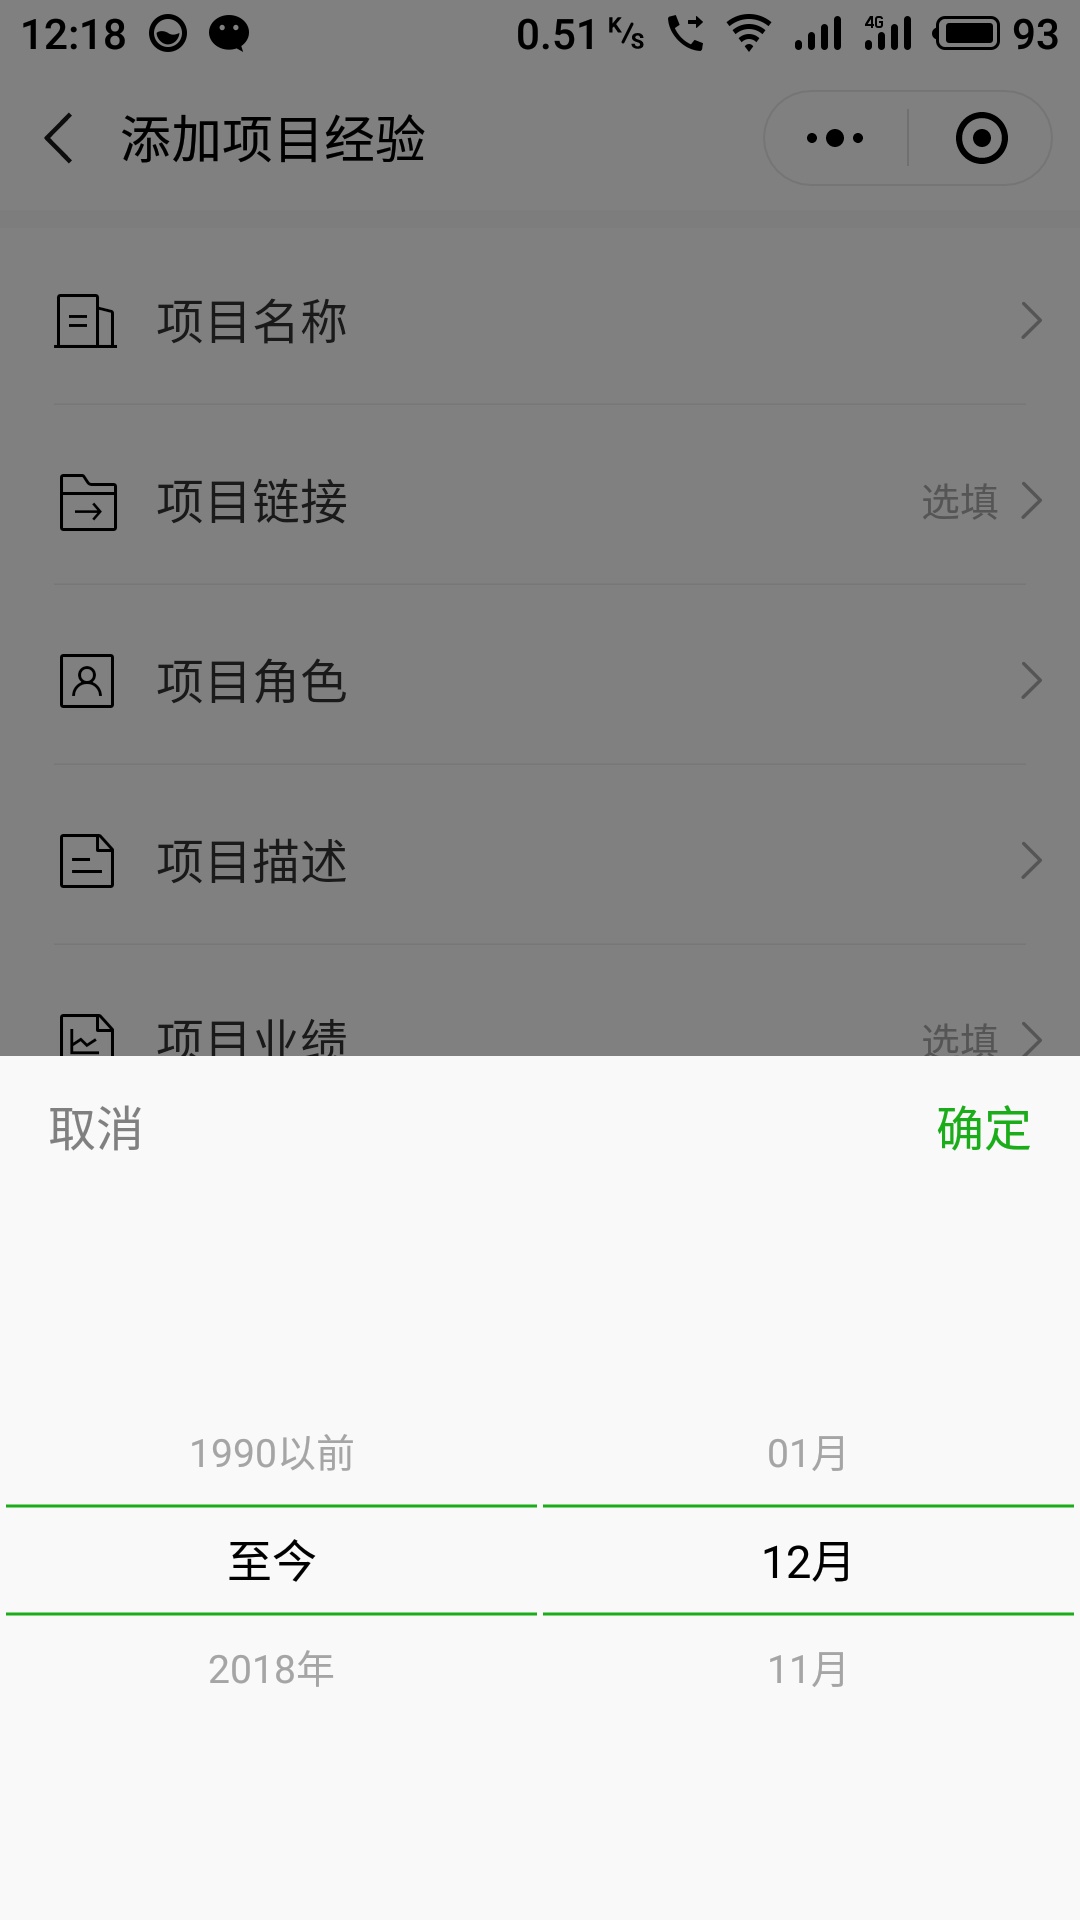 12:18 0.51 K/s 4G 93
添加项目经验
项目名称
项目链接 选填
项目角色
项目描述
项目业绩 选填
取消 确定
1990以前 01月
至今 12月
2018年 11月